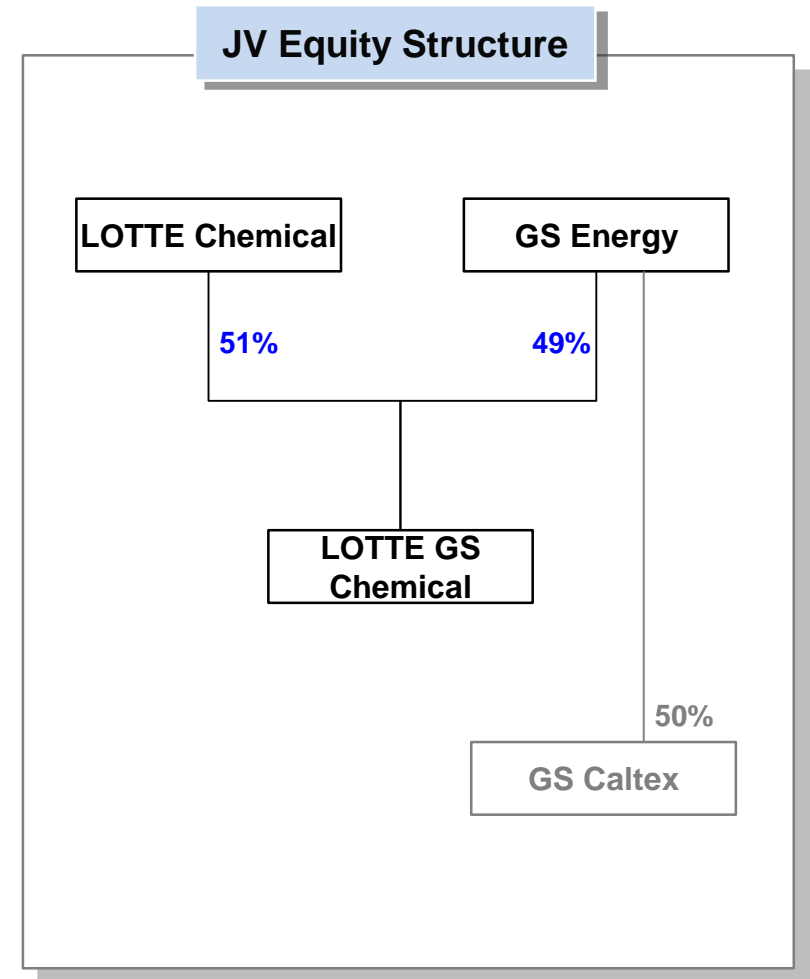 JV Equity Structure
LOTTE Chemical
GS Energy
51%
49%
LOTTE GS
Chemical
50%
GS Caltex